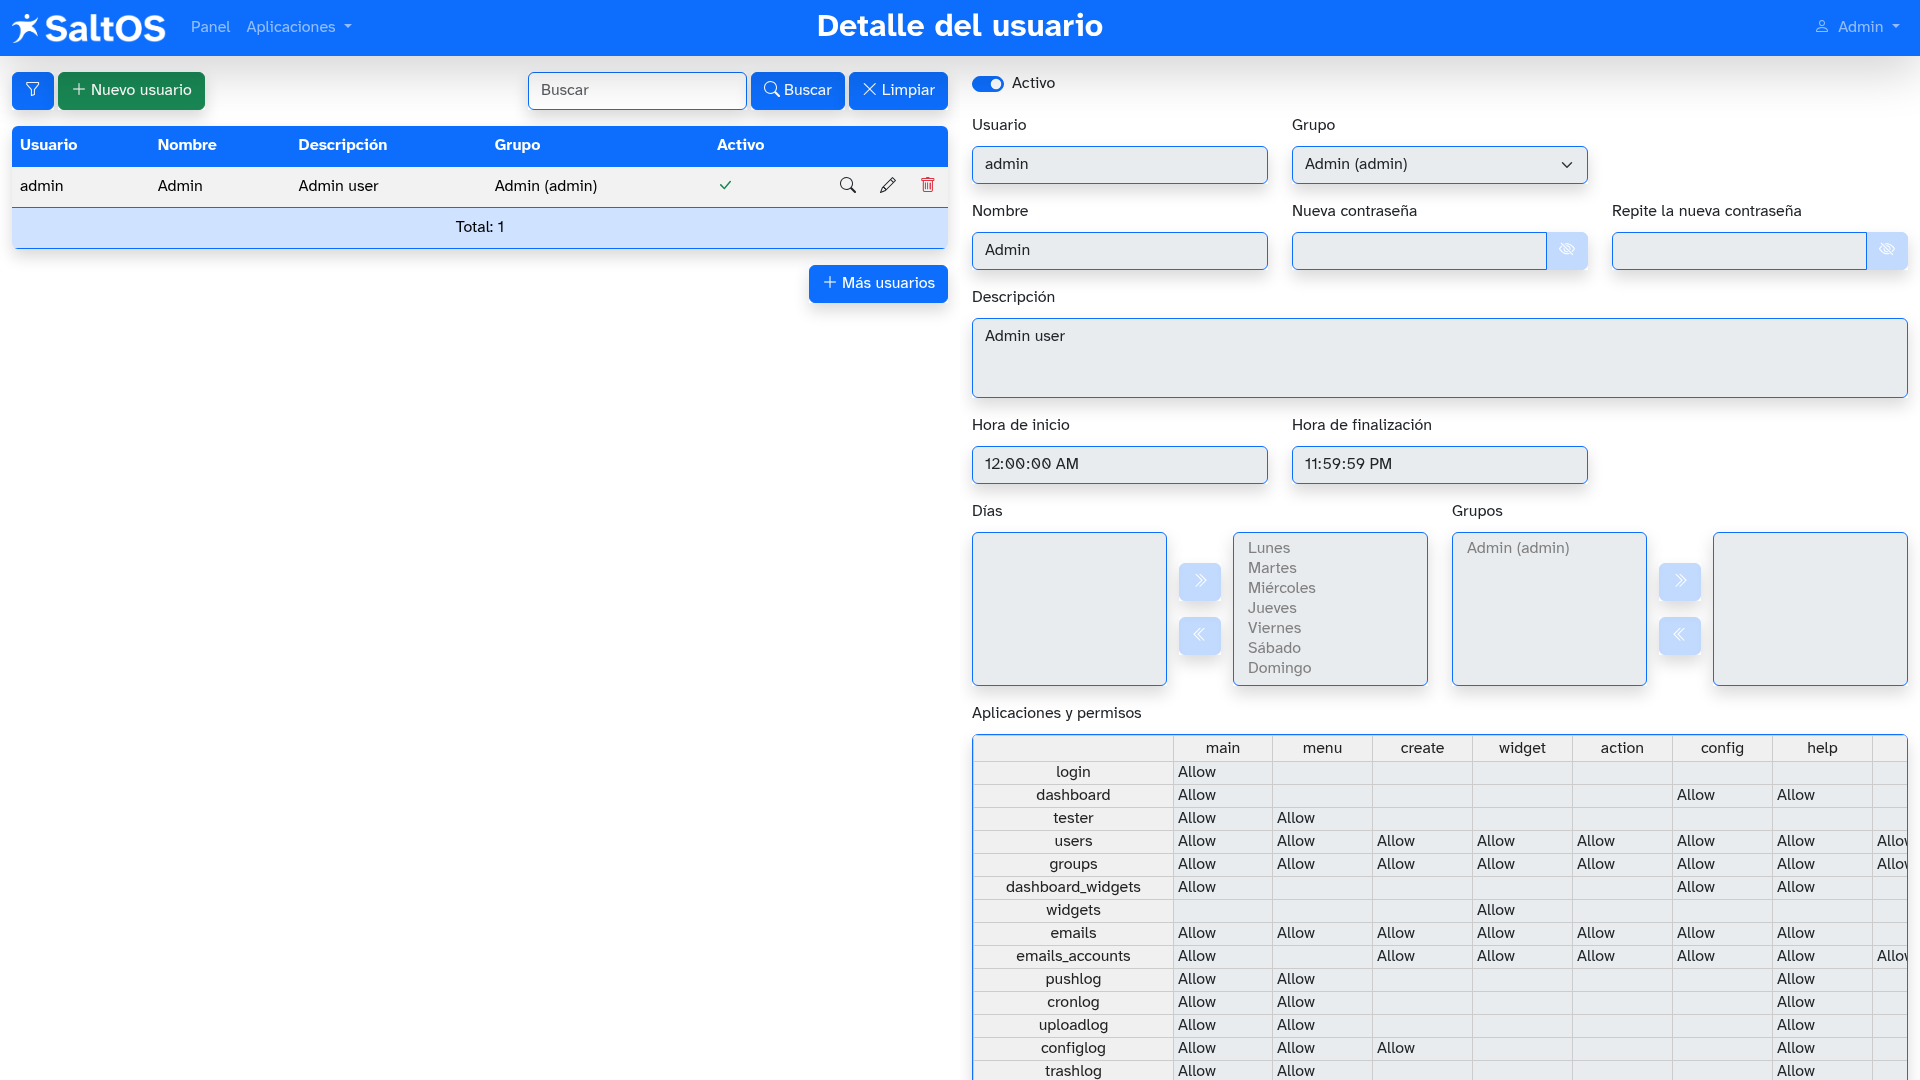 SaltOS
Panel Aplicaciones
Detalle del usuario
Admin
Nuevo usuario
Buscar
Buscar
Limpiar
Usuario Nombre Descripción Grupo Activo
admin Admin Admin user Admin (admin)
Total: 1
Más usuarios
Activo
Usuario Grupo
admin Admin (admin)
Nombre Nueva contraseña Repite la nueva contraseña
Admin
Descripción
Admin user
Hora de inicio Hora de finalización
12:00:00 AM 11:59:59 PM
Días Grupos
Lunes Admin (admin)
Martes
Miércoles
Jueves
Viernes
Sábado
Domingo
Aplicaciones y permisos
main menu create widget action config help
login Allow
dashboard Allow Allow Allow
tester Allow Allow
users Allow Allow Allow Allow Allow Allow Allow Allow
groups Allow Allow Allow Allow Allow Allow Allow Allow
dashboard_widgets Allow Allow Allow
widgets Allow
emails Allow Allow Allow Allow Allow Allow Allow
emails_accounts Allow Allow Allow Allow Allow Allow Allow
pushlog Allow Allow Allow
cronlog Allow Allow Allow
uploadlog Allow Allow Allow
configlog Allow Allow Allow Allow
trashlog Allow Allow Allow